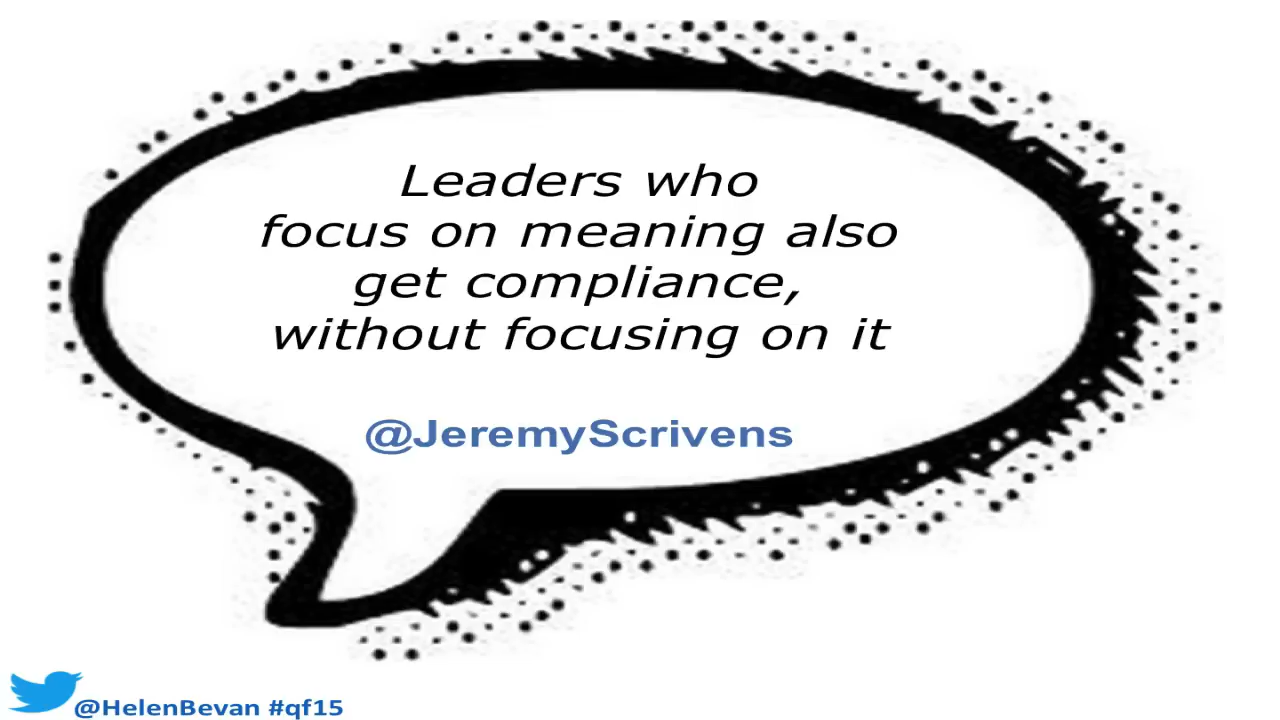 Leaders who
focus on meaning also
get compliance,
without focusing on it
@JeremyScrivens
@HelenBevan #qf15